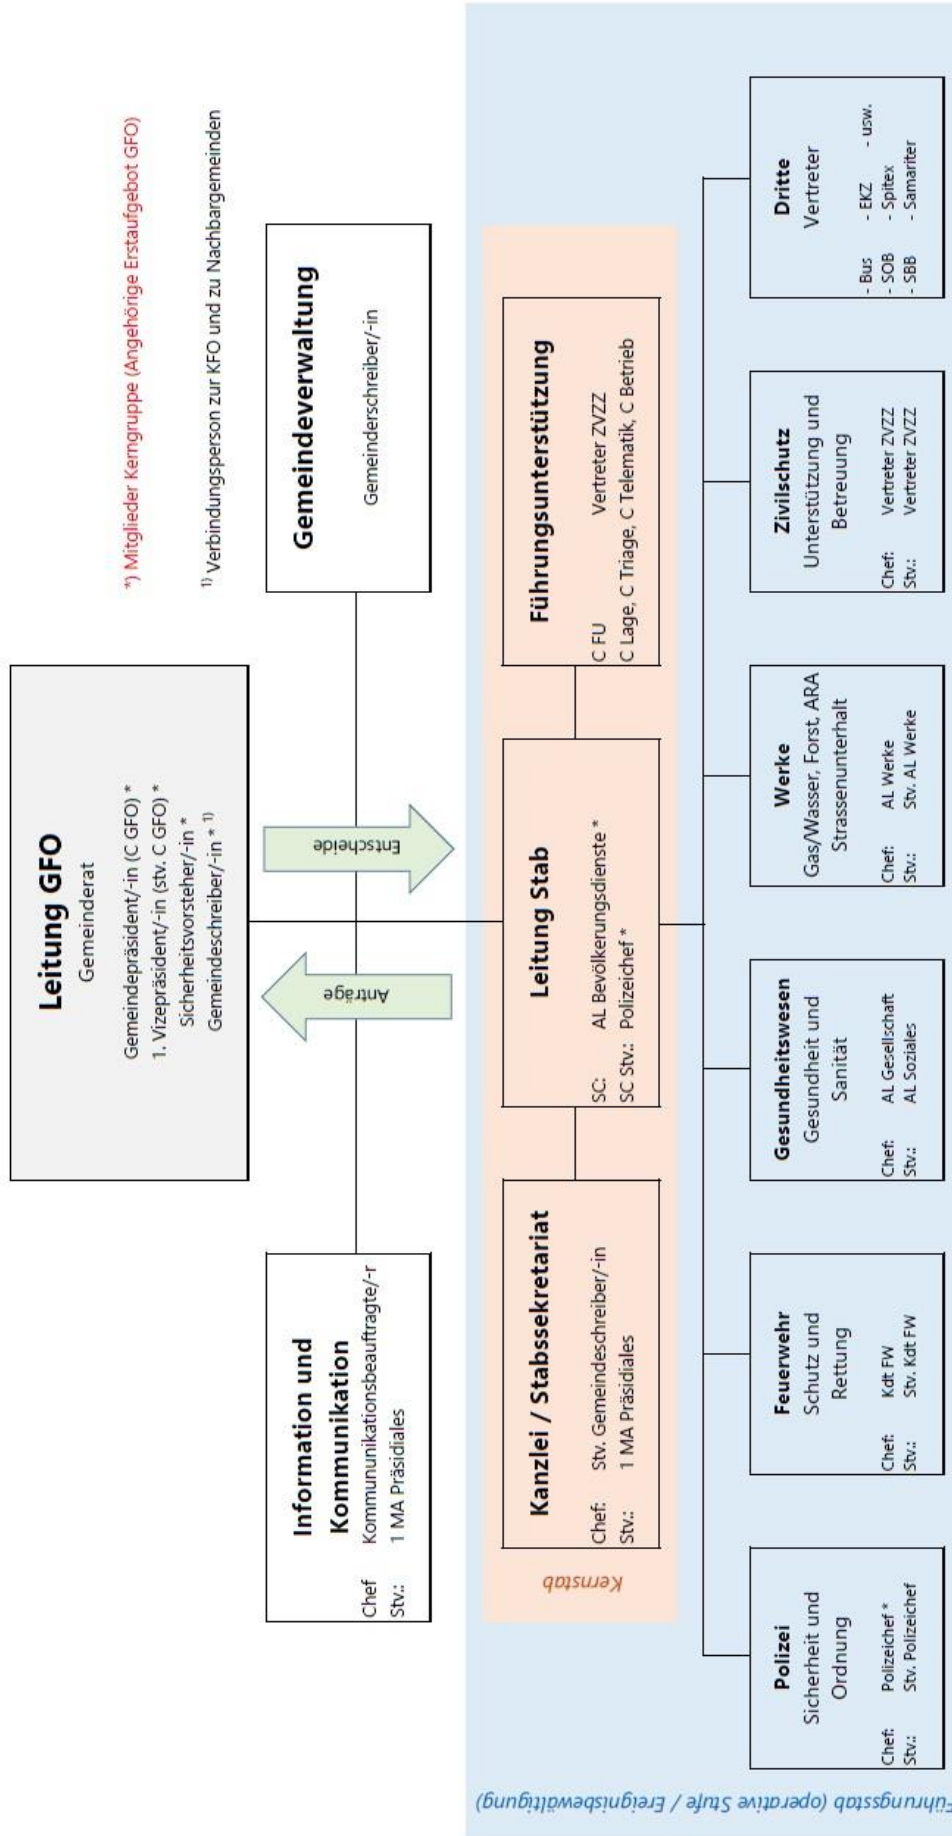 Leitung GFO
Gemeinderat
Gemeindepräsident/-in (C GFO) *
1. Vizepräsident/-in (stv. C GFO) *
Sicherheitsvorsteher/-in *
Gemeindeschreiber/-in * 1)
*) Mitglieder Kerngruppe (Angehörige Erstaufgebot GFO)
1) Verbindungsperson zur KFO und zu Nachbargemeinden
Information und
Kommunikation
Chef Kommununikationsbeauftragte/-r
Stv.: 1 MA Präsidiales
Anträge
Entscheide
Gemeindeverwaltung
Gemeinderschreiber/-in
Kernstab
Kanzlei / Stabssekretariat
Chef: Stv. Gemeindeschreiber/-in
Stv.: 1 MA Präsidiales
Leitung Stab
SC: AL Bevölkerungsdienste *
SC Stv.: Polizeichef *
Führungsunterstützung
C FU Vertreter ZVZZ
C Lage, C Triage, C Telematik, C Betrieb
Führungsstab (operative Stufe / Ereignisbewältigung)
Polizei
Sicherheit und
Ordnung
Chef: Polizeichef *
Stv.: Stv. Polizeichef
Feuerwehr
Schutz und
Rettung
Chef: Kdt FW
Stv.: Stv. Kdt FW
Gesundheitswesen
Gesundheit und
Sanität
Chef: AL Gesellschaft
Stv.: AL Soziales
Werke
Gas/Wasser, Forst, ARA
Strassenunterhalt
Chef: AL Werke
Stv.: Stv. AL Werke
Zivilschutz
Unterstützung und
Betreuung
Chef: Vertreter ZVZZ
Stv.: Vertreter ZVZZ
Dritte
Vertreter
- Bus - EKZ - usw.
- SOB - Spitex
- SBB - Samariter